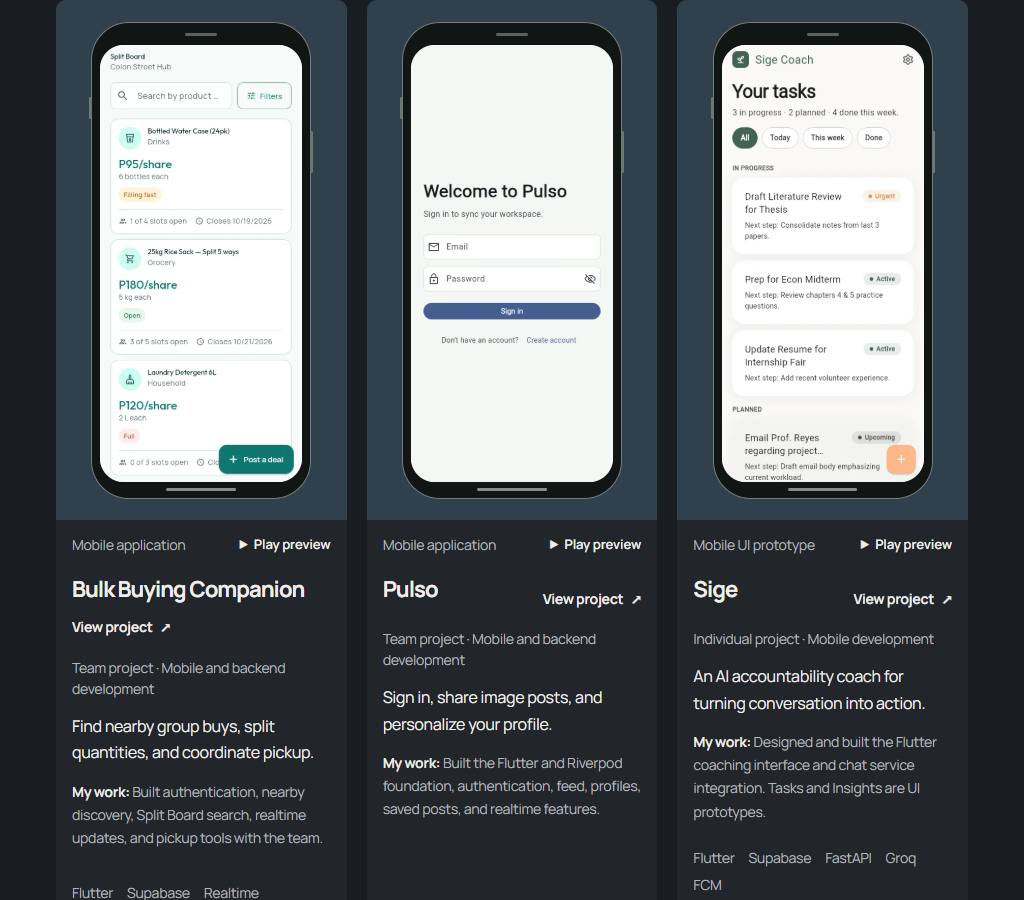 Split Board
Colon Street Hub
Search by product ...
Filters
Bottled Water Case (24pk)
Drinks
P95/share
6 bottles each
Filling fast
1 of 4 slots open
Closes 10/19/2026
25kg Rice Sack — Split 5 ways
Grocery
P180/share
5 kg each
Open
3 of 5 slots open
Closes 10/21/2026
Laundry Detergent 6L
Household
P120/share
2 L each
Full
0 of 3 slots open
Post a deal
Mobile application
Play preview
Bulk Buying Companion
View project ↗
Team project · Mobile and backend
development
Find nearby group buys, split
quantities, and coordinate pickup.
My work: Built authentication, nearby
discovery, Split Board search, realtime
updates, and pickup tools with the team.
Flutter Supabase Realtime
Welcome to Pulso
Sign in to sync your workspace.
Email
Password
Sign in
Don't have an account? Create account
Mobile application
Play preview
Pulso
View project ↗
Team project · Mobile and backend
development
Sign in, share image posts, and
personalize your profile.
My work: Built the Flutter and Riverpod
foundation, authentication, feed, profiles,
saved posts, and realtime features.
Sige Coach
Your tasks
3 in progress · 2 planned · 4 done this week.
All Today This week Done
IN PROGRESS
Draft Literature Review
for Thesis
Urgent
Next step: Consolidate notes from last 3
papers.
Prep for Econ Midterm
Active
Next step: Review chapters 4 & 5 practice
questions.
Update Resume for
Internship Fair
Active
Next step: Add recent volunteer experience.
PLANNED
Email Prof. Reyes
regarding project...
Upcoming
Next step: Draft email body emphasizing
current workload.
Mobile UI prototype
Play preview
Sige
View project ↗
Individual project · Mobile development
An AI accountability coach for
turning conversation into action.
My work: Designed and built the Flutter
coaching interface and chat service
integration. Tasks and Insights are UI
prototypes.
Flutter Supabase FastAPI Groq
FCM